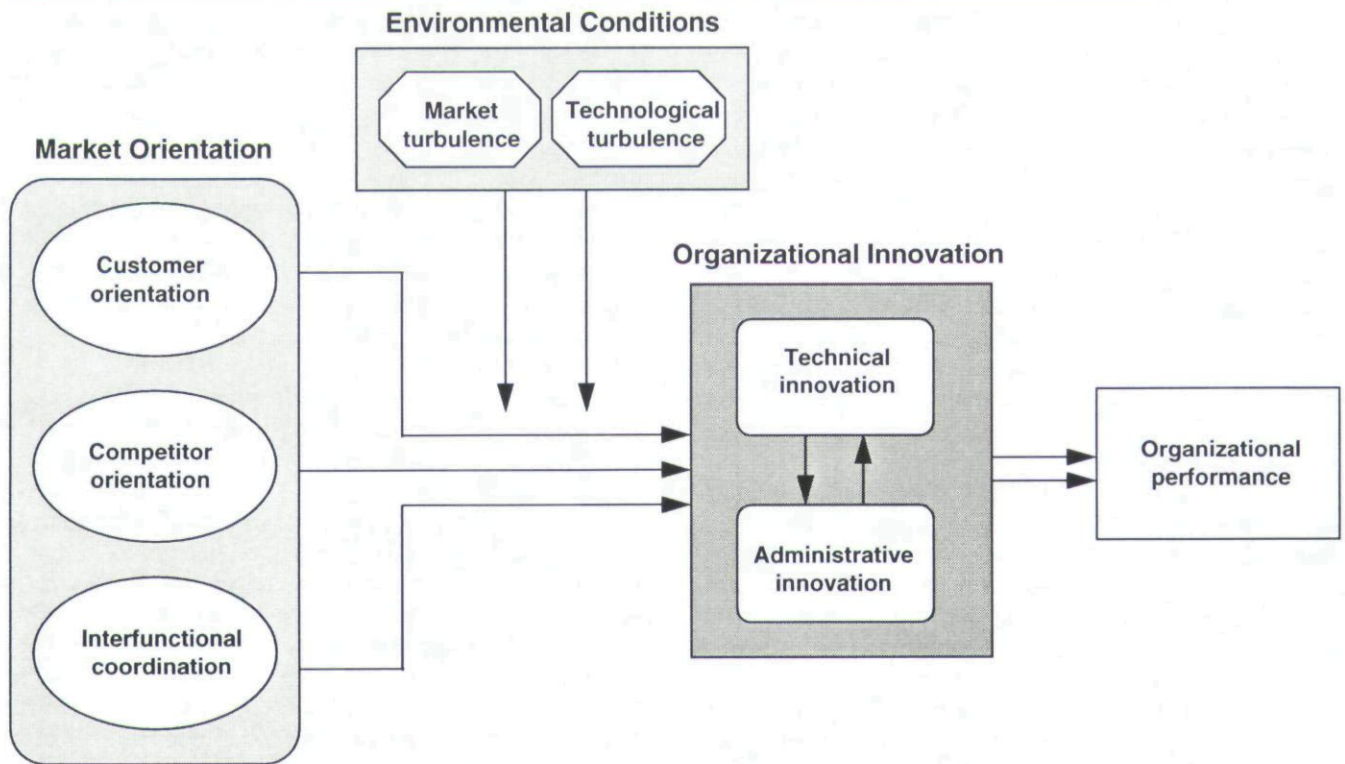 Environmental Conditions
Market
turbulence
Technological
turbulence
Market Orientation
Customer
orientation
Competitor
orientation
Interfunctional
coordination
Organizational Innovation
Technical
innovation
Administrative
innovation
Organizational
performance